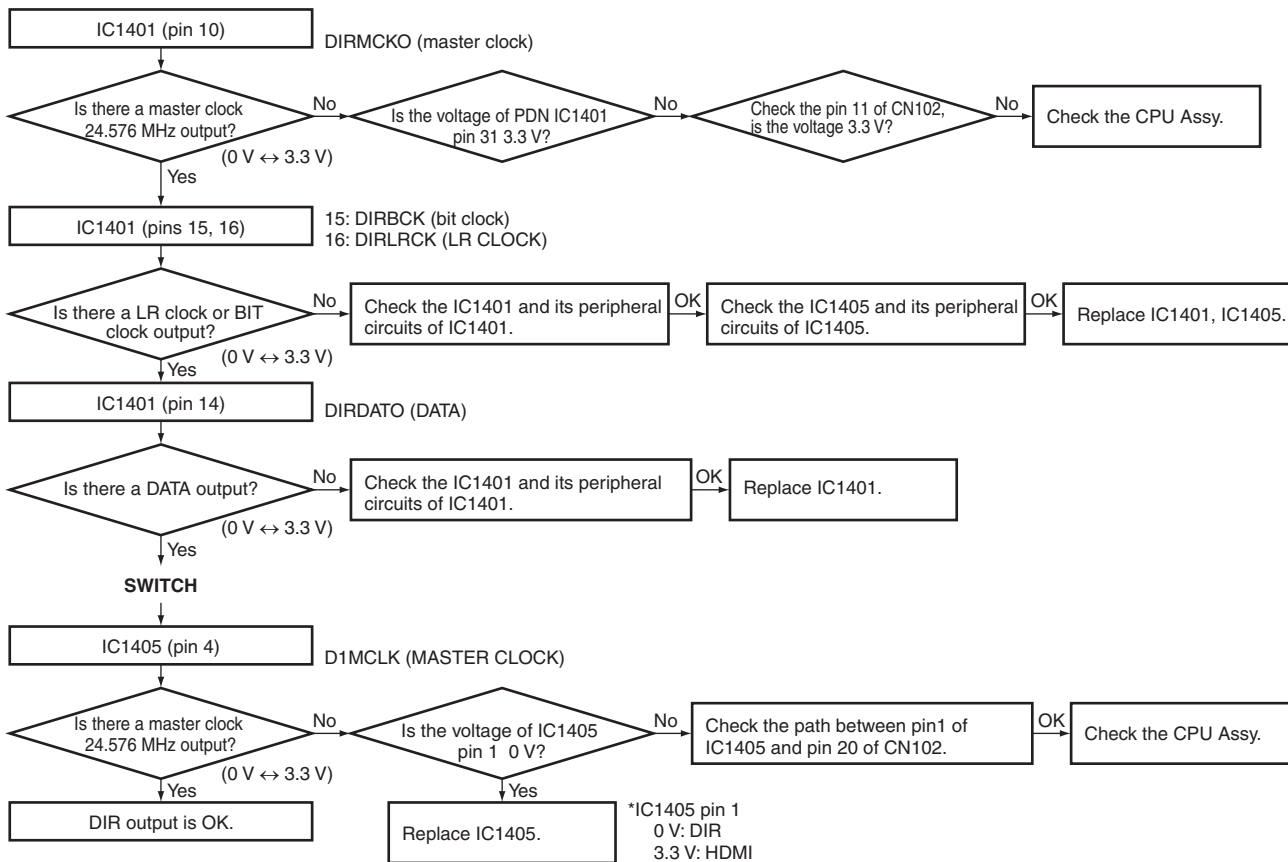 IC1401 (pin 10)
DIRMCKO (master clock)
Is there a master clock
24.576 MHz output?
No
Is the voltage of PDN IC1401
pin 31 3.3 V?
No
Check the pin 11 of CN102,
is the voltage 3.3 V?
No
Check the CPU Assy.
(0 V ↔ 3.3 V)
Yes
IC1401 (pins 15, 16)
15: DIRBCK (bit clock)
16: DIRLRCK (LR CLOCK)
Is there a LR clock or BIT
clock output?
No
Check the IC1401 and its peripheral
circuits of IC1401.
OK
Check the IC1405 and its peripheral
circuits of IC1405.
OK
Replace IC1401, IC1405.
(0 V ↔ 3.3 V)
Yes
IC1401 (pin 14)
DIRDATO (DATA)
Is there a DATA output?
No
Check the IC1401 and its peripheral
circuits of IC1401.
OK
Replace IC1401.
(0 V ↔ 3.3 V)
Yes
SWITCH
IC1405 (pin 4)
D1MCLK (MASTER CLOCK)
Is there a master clock
24.576 MHz output?
No
Is the voltage of IC1405
pin 1 0 V?
No
Check the path between pin1 of
IC1405 and pin 20 of CN102.
OK
Check the CPU Assy.
(0 V ↔ 3.3 V)
Yes
DIR output is OK.
Yes
Replace IC1405.
*IC1405 pin 1
0 V: DIR
3.3 V: HDMI